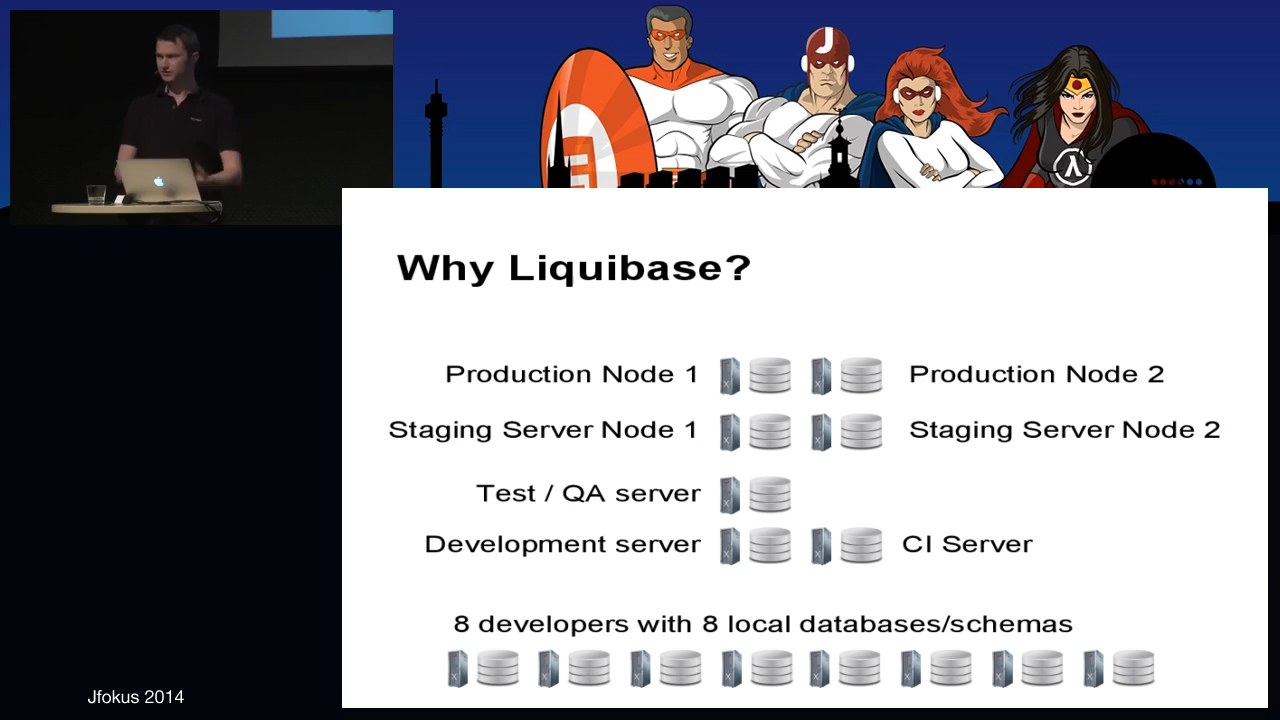 J
λ
Why Liquibase?
Production Node 1 Production Node 2
Staging Server Node 1 Staging Server Node 2
Test / QA server
Development server CI Server
8 developers with 8 local databases/schemas
Jfokus 2014